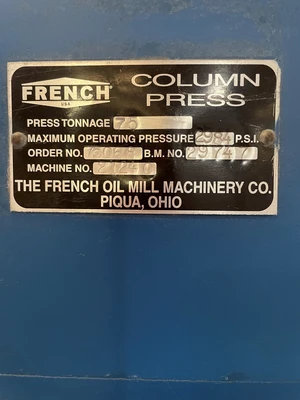 FRENCH
U.S.A.
COLUMN
PRESS
PRESS TONNAGE 75
MAXIMUM OPERATING PRESSURE 2984 P.S.I.
ORDER NO. B.M. NO.
MACHINE NO.
THE FRENCH OIL MILL MACHINERY CO.
PIQUA, OHIO